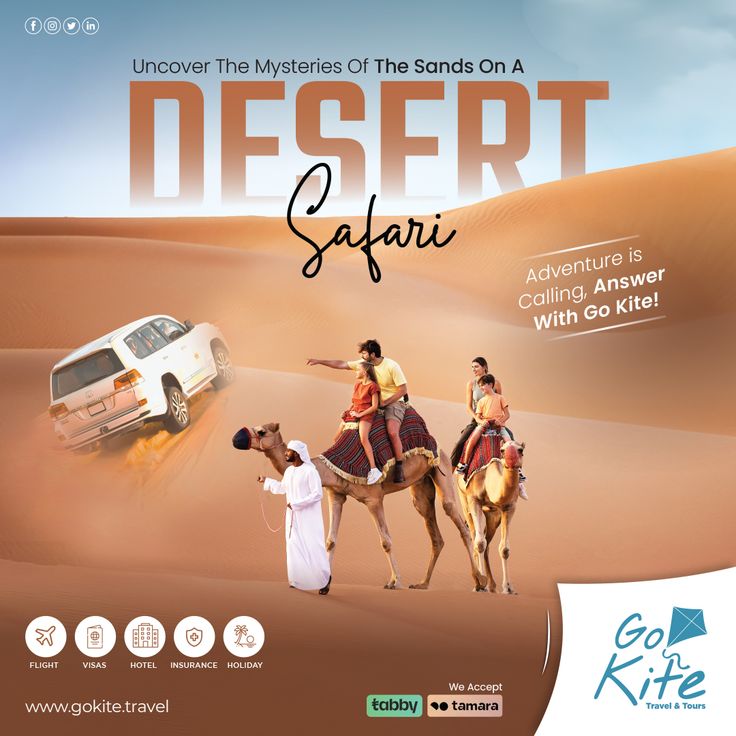 Uncover The Mysteries Of The Sands On A
DESERT
Safari
Adventure is
Calling, Answer
With Go Kite!
FLIGHT
VISAS
HOTEL
INSURANCE
HOLIDAY
www.gokite.travel
We Accept
tabby
tamara
Go
Kite
Travel & Tours